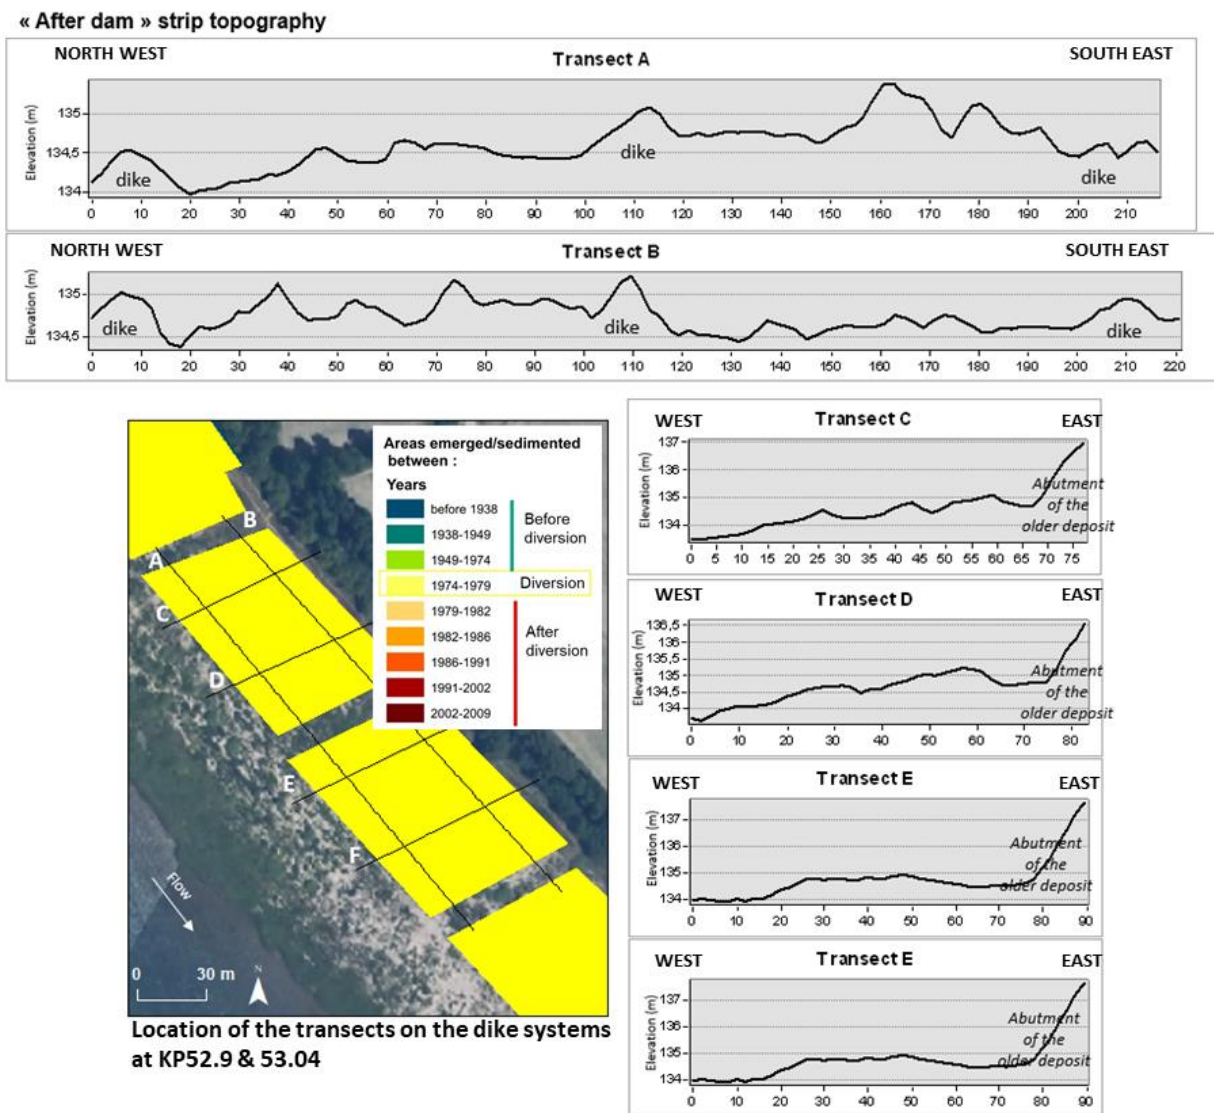 « After dam » strip topography
NORTH WEST
Transect A
SOUTH EAST
Elevation (m)
135
134,5
134
dike
dike
dike
0 10 20 30 40 50 60 70 80 90 100 110 120 130 140 150 160 170 180 190 200 210
NORTH WEST
Transect B
SOUTH EAST
Elevation (m)
135
134,5
dike
dike
dike
0 10 20 30 40 50 60 70 80 90 100 110 120 130 140 150 160 170 180 190 200 210 220
A
B
C
D
E
F
Flow
0 30 m
N
Areas emerged/sedimented
between :
Years
before 1938
1938-1949
1949-1974
1974-1979
1979-1982
1982-1986
1986-1991
1991-2002
2002-2009
Before
diversion
Diversion
After
diversion
Location of the transects on the dike systems
at KP52.9 & 53.04
WEST
Transect C
EAST
Elevation (m)
137
136
135
134
Abutment
of the
older deposit
0 5 10 15 20 25 30 35 40 45 50 55 60 65 70 75
WEST
Transect D
EAST
Elevation (m)
136,5
136
135,5
135
134,5
134
Abutment
of the
older deposit
0 10 20 30 40 50 60 70 80
WEST
Transect E
EAST
Elevation (m)
137
136
135
134
Abutment
of the
older deposit
0 10 20 30 40 50 60 70 80 90
WEST
Transect E
EAST
Elevation (m)
137
136
135
134
Abutment
of the
older deposit
0 10 20 30 40 50 60 70 80 90